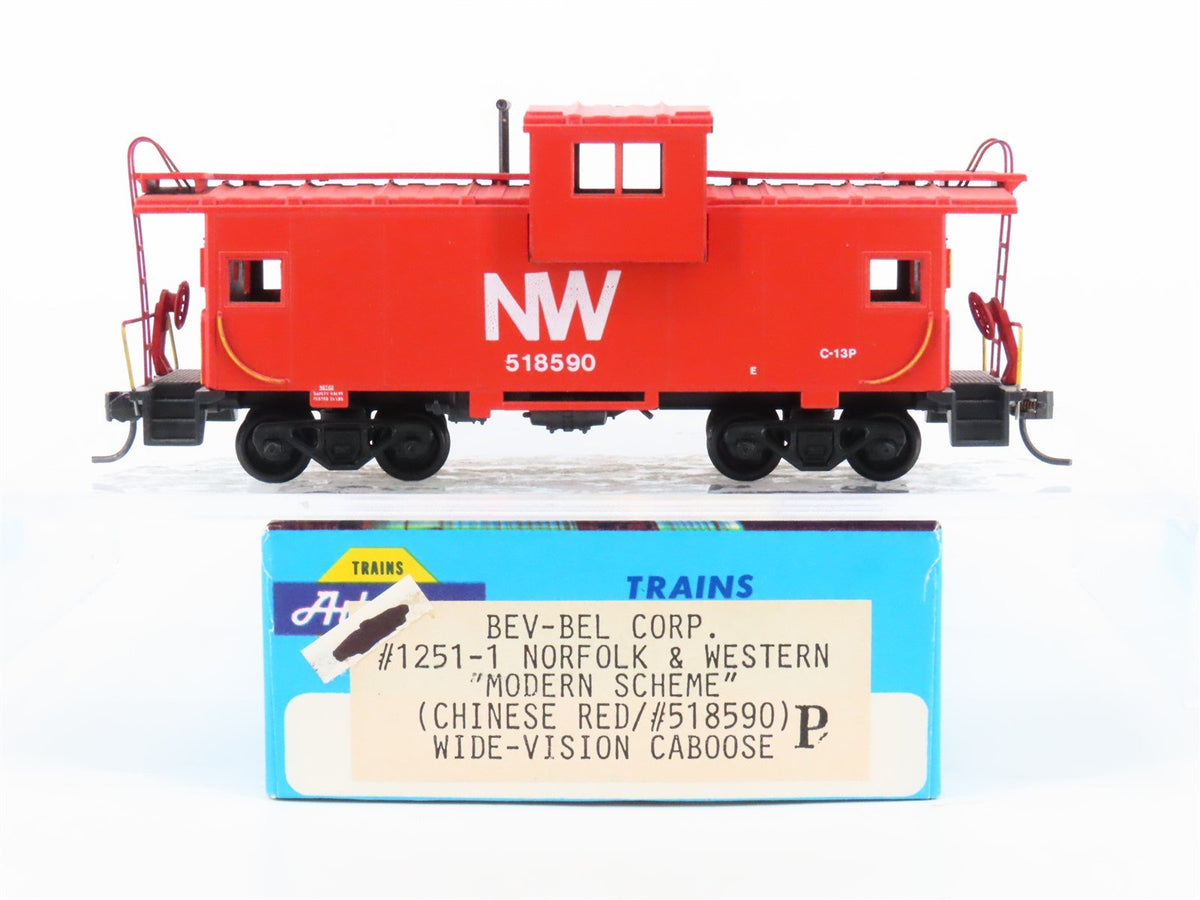 NW
518590
E
C-13P
TRAINS
TRAINS
BEV-BEL CORP.
#1251-1 NORFOLK & WESTERN
"MODERN SCHEME"
(CHINESE RED/#518590)
WIDE-VISION CABOOSE
P